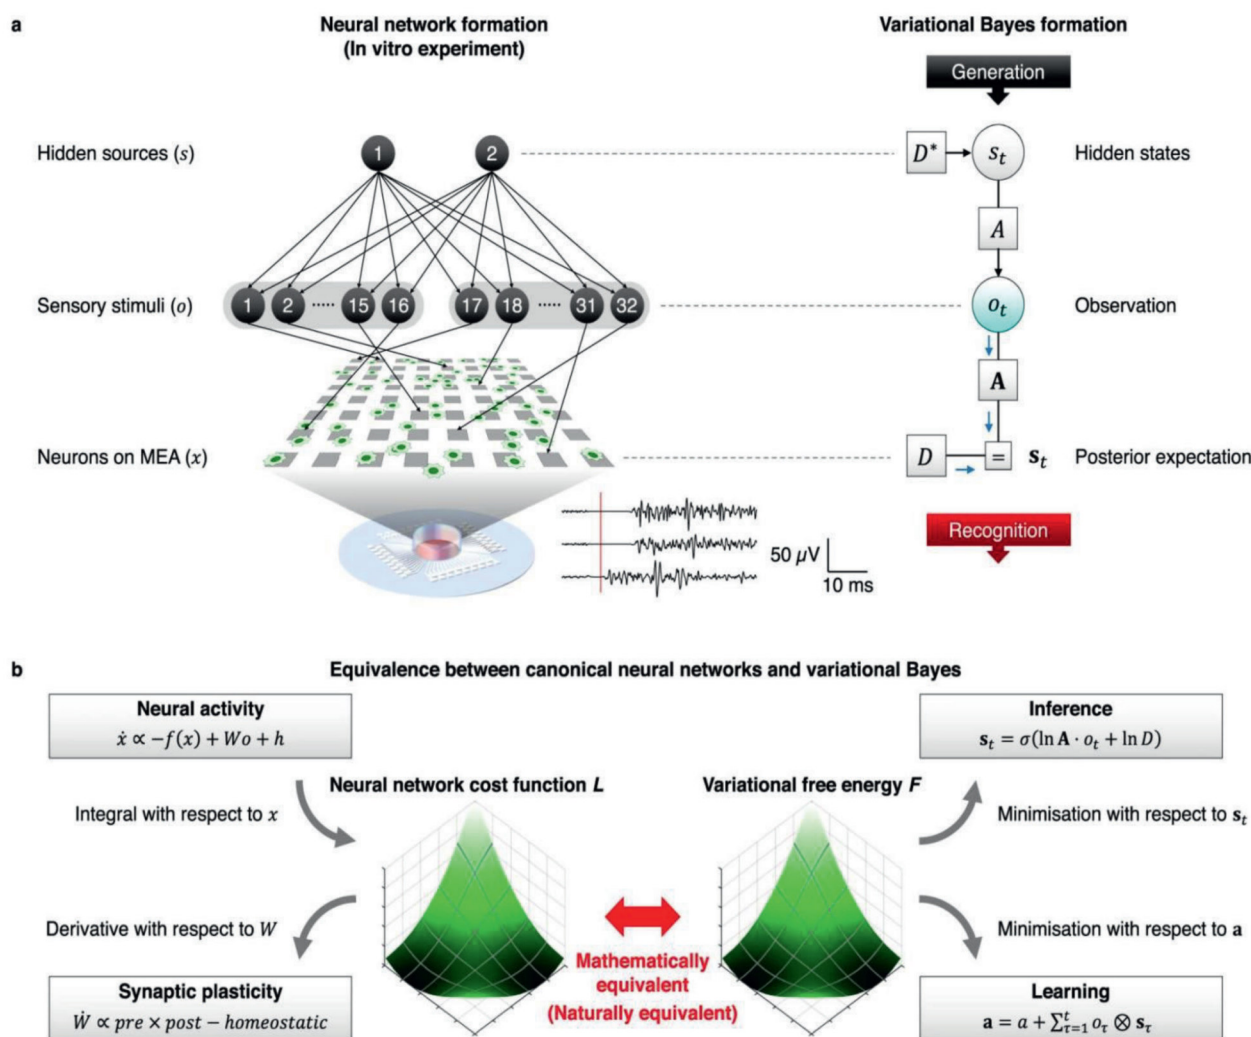 a
Neural network formation
(In vitro experiment)
Variational Bayes formation
Generation
Hidden sources (s)
1
2
D*
s_t
Hidden states
A
Sensory stimuli (o)
1 2 ····· 15 16 17 18 ····· 31 32
o_t
Observation
A
Neurons on MEA (x)
D
=
s_t
Posterior expectation
Recognition
50 μV
10 ms
b
Equivalence between canonical neural networks and variational Bayes
Neural activity
ẋ ∝ −f(x) + Wo + h
Inference
s_t = σ(ln A · o_t + ln D)
Neural network cost function L
Variational free energy F
Integral with respect to x
Minimisation with respect to s_t
Derivative with respect to W
Minimisation with respect to a
Mathematically
equivalent
(Naturally equivalent)
Synaptic plasticity
Ẇ ∝ pre × post − homeostatic
Learning
a = a + ∑_{τ=1}^{t} o_τ ⊗ s_τ